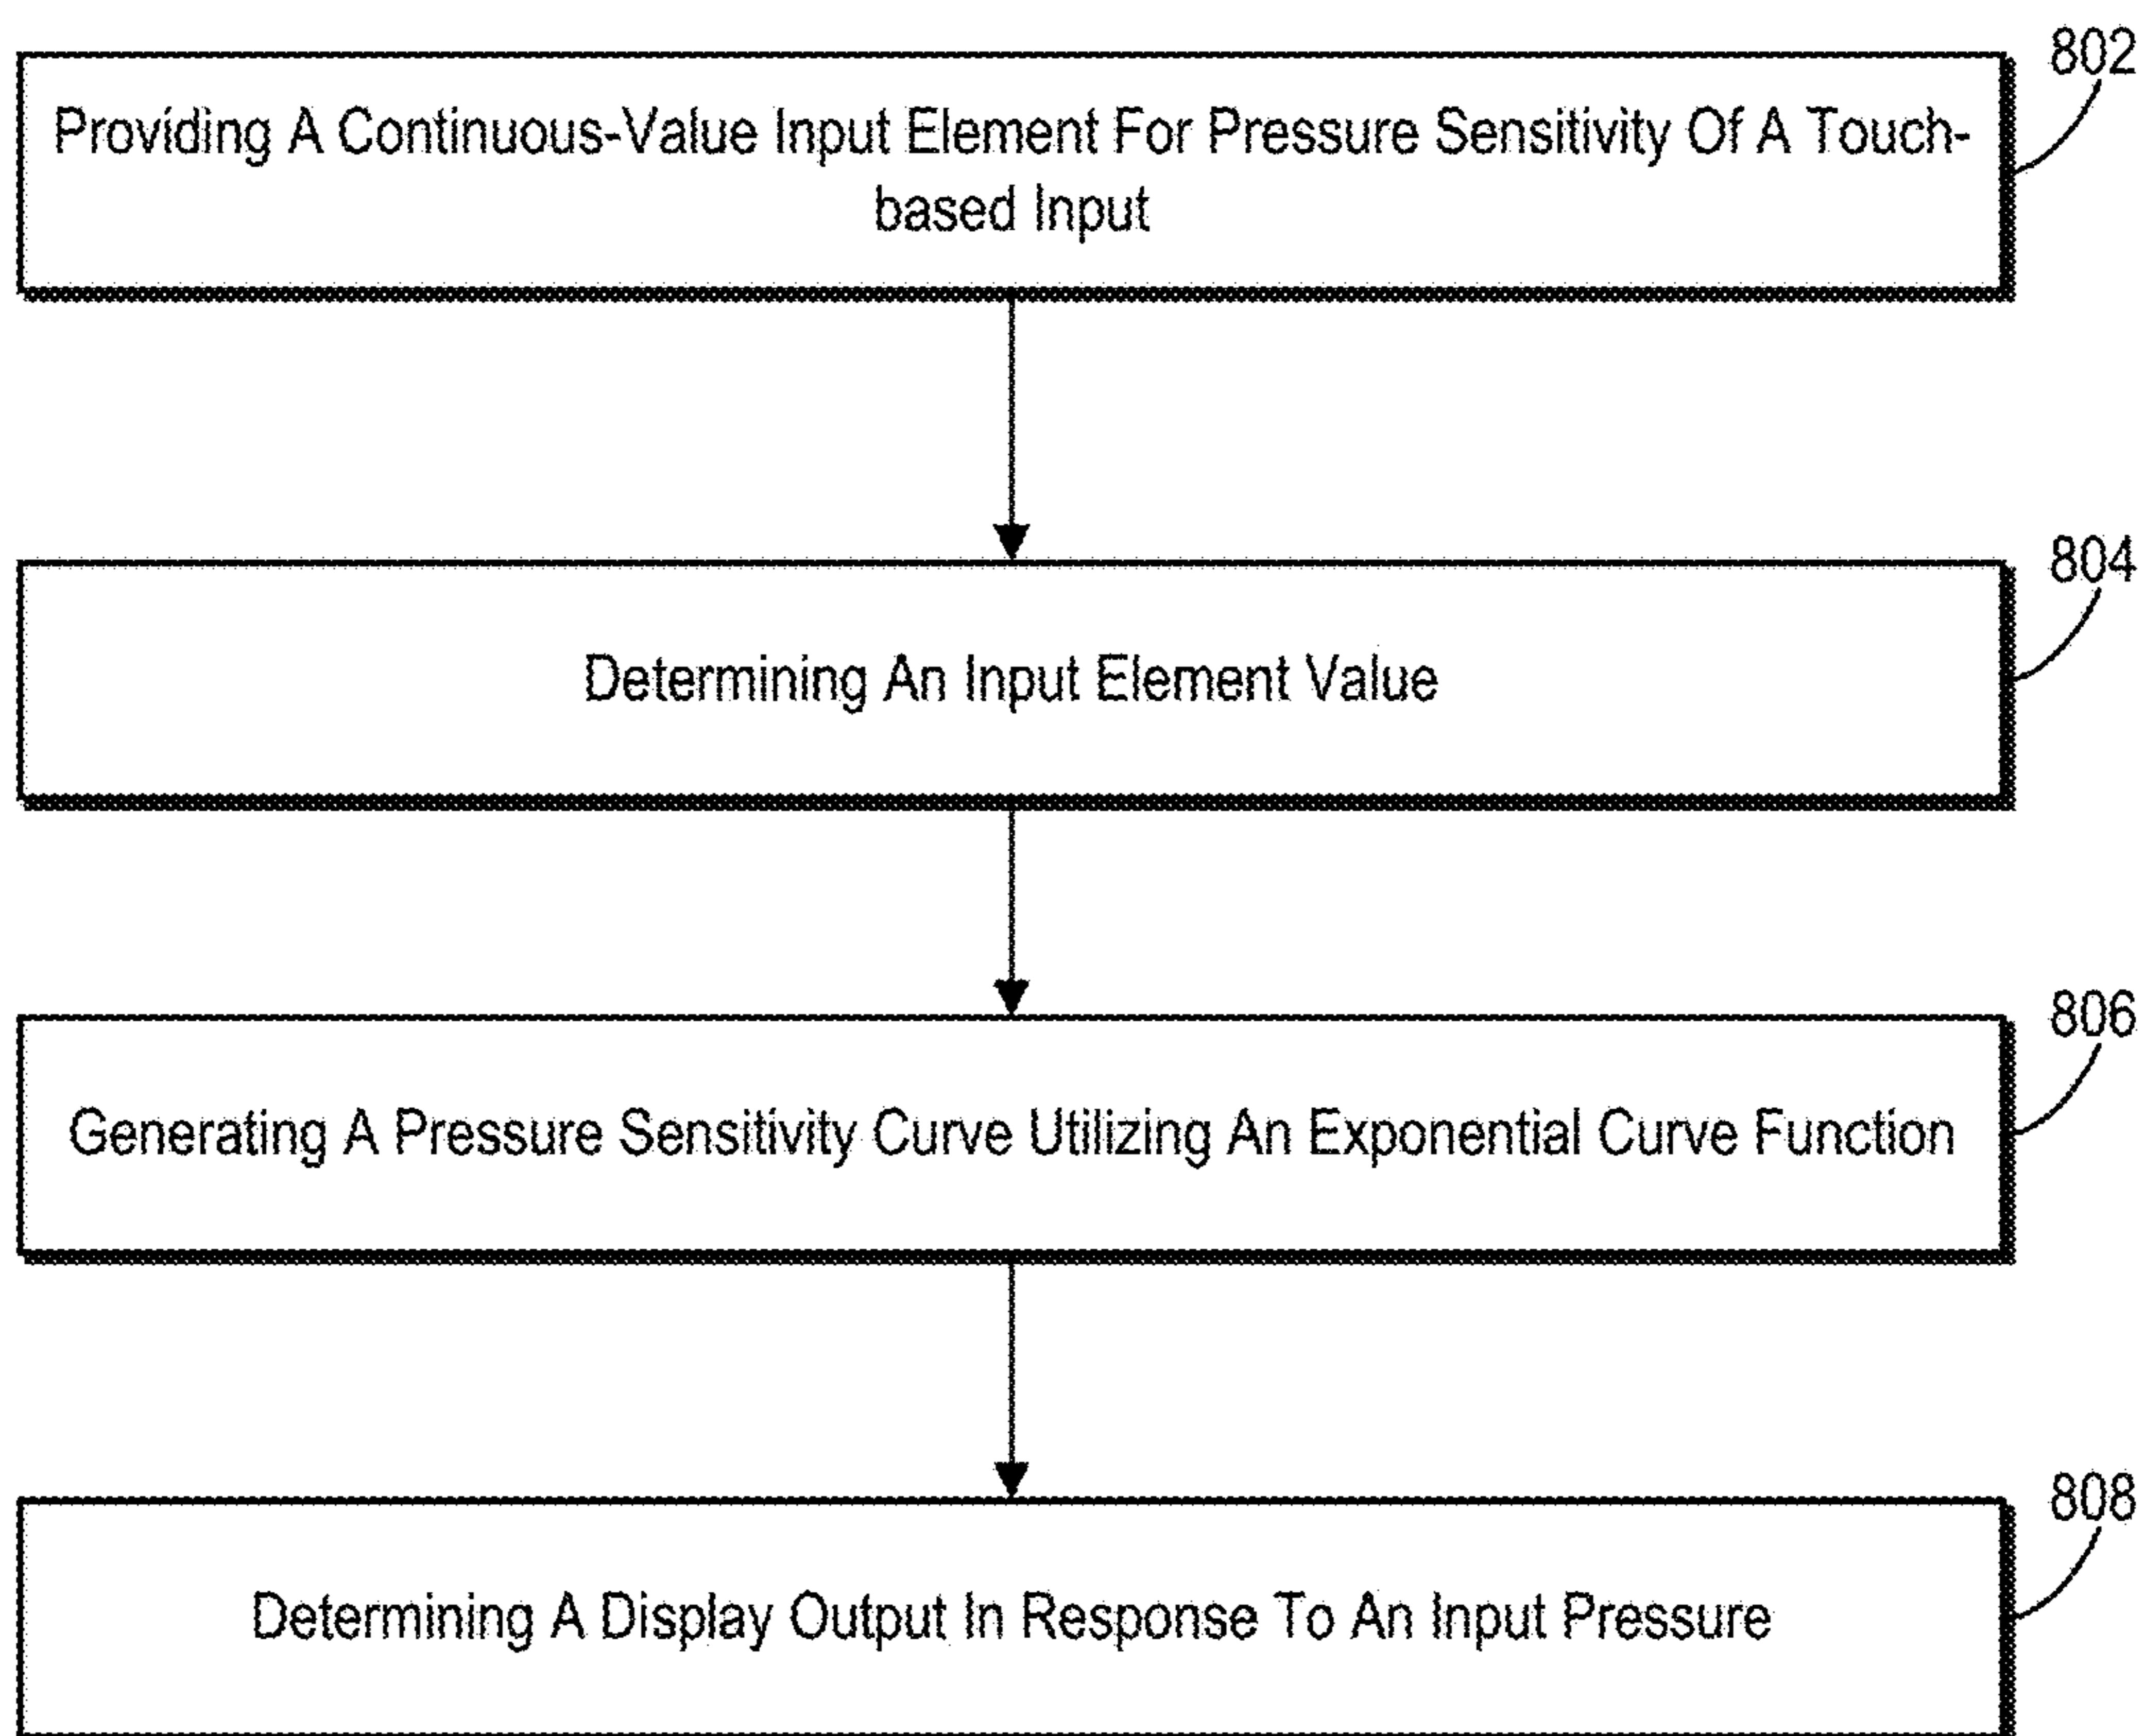 802
Providing A Continuous-Value Input Element For Pressure Sensitivity Of A Touch-
based Input
804
Determining An Input Element Value
806
Generating A Pressure Sensitivity Curve Utilizing An Exponential Curve Function
808
Determining A Display Output In Response To An Input Pressure